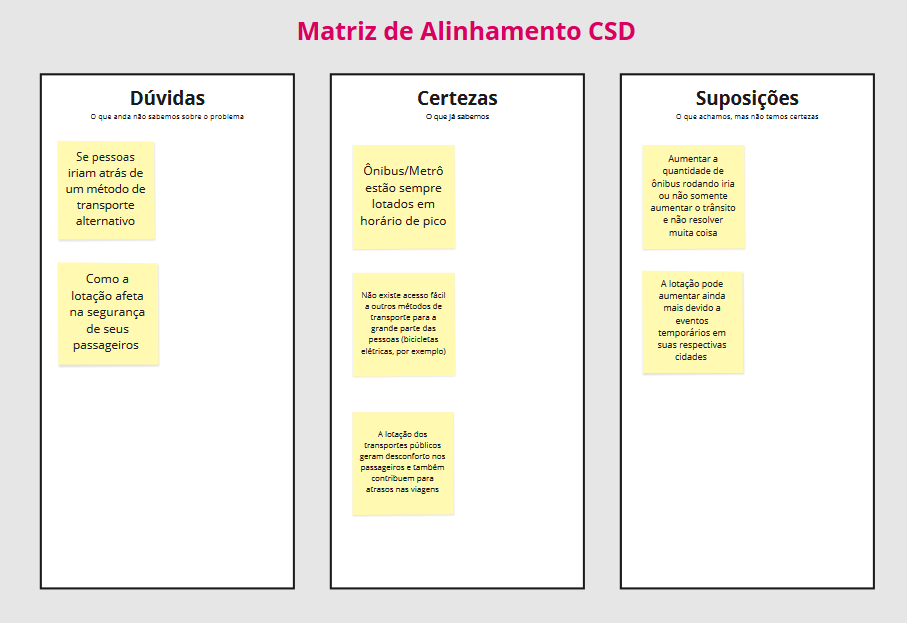 Matriz de Alinhamento CSD
Dúvidas
O que anda não sabemos sobre o problema
Se pessoas
iriam atrás de
um método de
transporte
alternativo
Como a
lotação afeta
na segurança
de seus
passageiros
Certezas
O que já sabemos
Ônibus/Metrô
estão sempre
lotados em
horário de pico
Não existe acesso fácil
a outros métodos de
transporte para a
grande parte das
pessoas (bicicletas
elétricas, por exemplo)
A lotação dos
transportes públicos
geram desconforto nos
passageiros e também
contribuem para
atrasos nas viagens
Suposições
O que achamos, mas não temos certezas
Aumentar a
quantidade de
ônibus rodando iria
ou não somente
aumentar o trânsito
e não resolver
muita coisa
A lotação pode
aumentar ainda
mais devido a
eventos
temporários em
suas respectivas
cidades